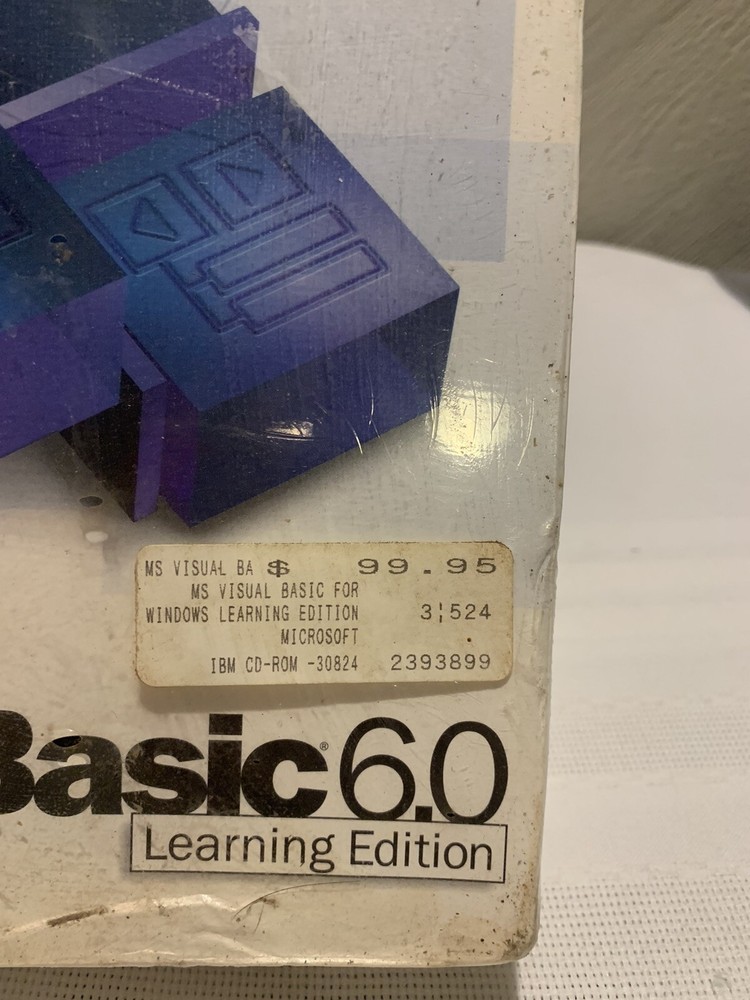 MS VISUAL BA $ 99.95
MS VISUAL BASIC FOR
WINDOWS LEARNING EDITION 3¦524
MICROSOFT
IBM CD-ROM -30824 2393899
Basic® 6.0
Learning Edition